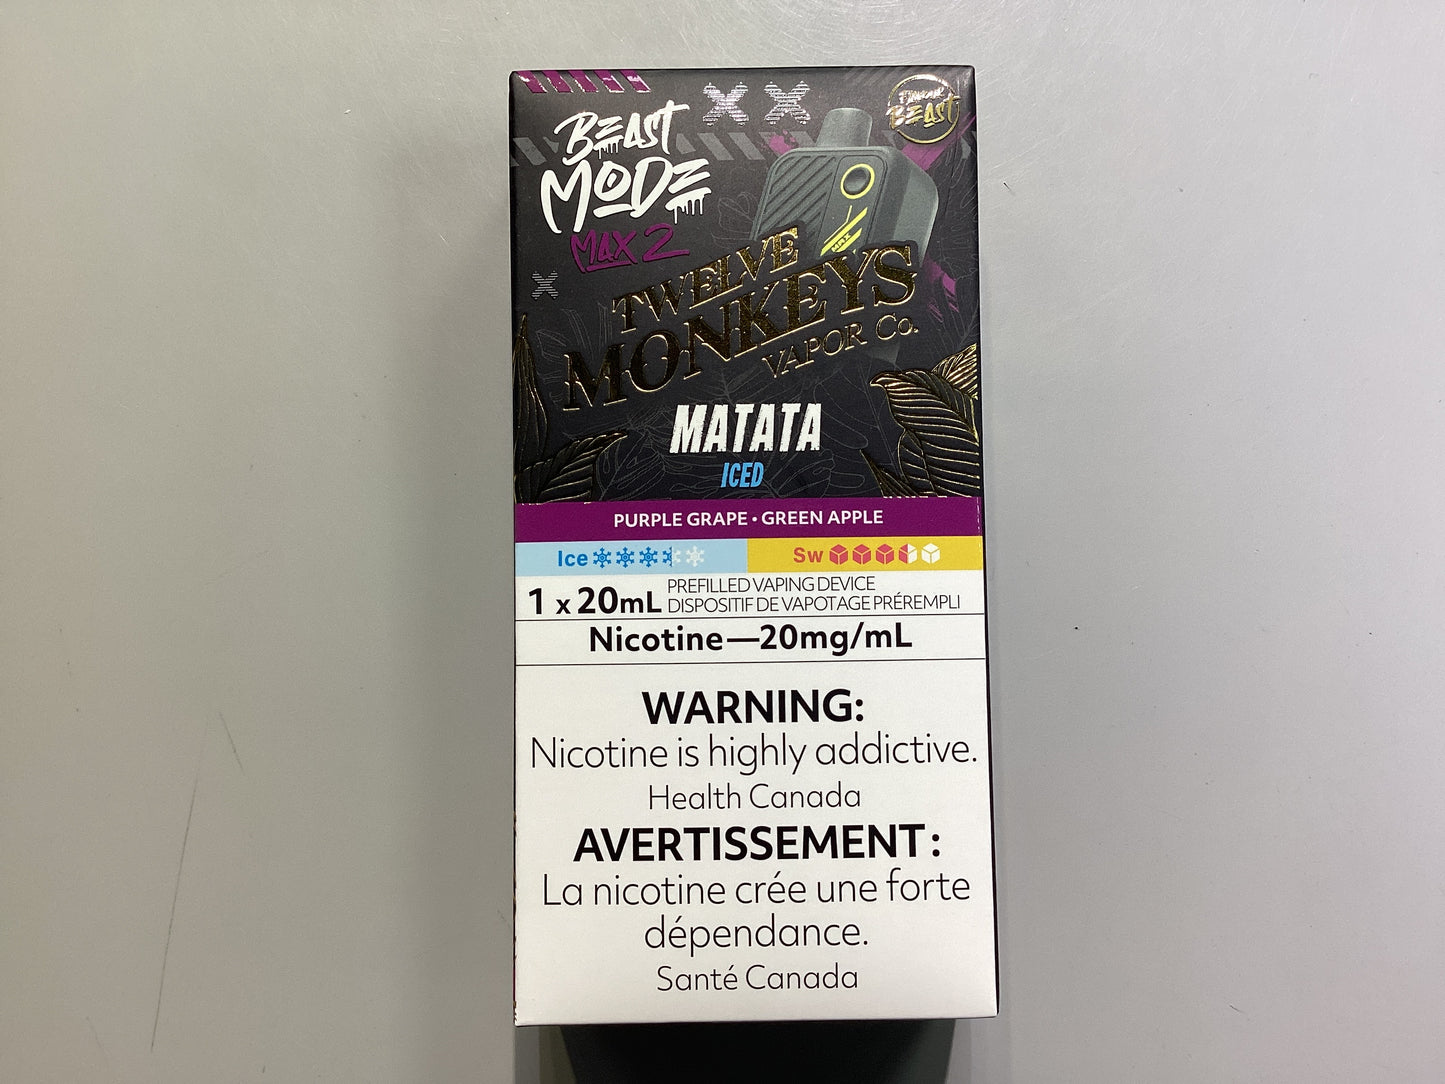 BEAST
MODE
MAX 2
FLAVOUR
BEAST
MAX
TWELVE
MONKEYS
VAPOR Co.
MATATA
ICED
PURPLE GRAPE • GREEN APPLE
Ice
Sw
1 x 20mL PREFILLED VAPING DEVICE
DISPOSITIF DE VAPOTAGE PRÉREMPLI
Nicotine—20mg/mL
WARNING:
Nicotine is highly addictive.
Health Canada
AVERTISSEMENT :
La nicotine crée une forte
dépendance.
Santé Canada